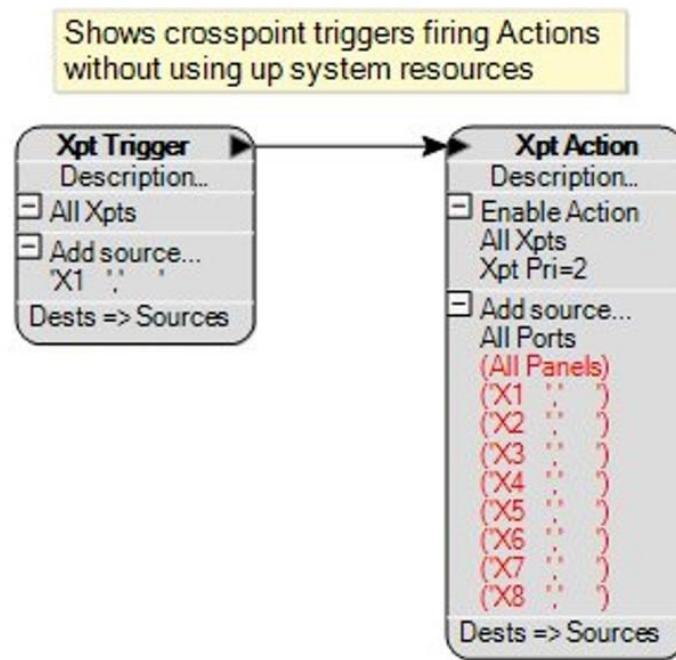 Shows crosspoint triggers firing Actions
without using up system resources
Xpt Trigger
Description...
All Xpts
Add source...
'X1   ','      '
Dests => Sources
Xpt Action
Description...
Enable Action
All Xpts
Xpt Pri=2
Add source...
All Ports
(All Panels)
('X1   ','      ')
('X2   ','      ')
('X3   ','      ')
('X4   ','      ')
('X5   ','      ')
('X6   ','      ')
('X7   ','      ')
('X8   ','      ')
Dests => Sources